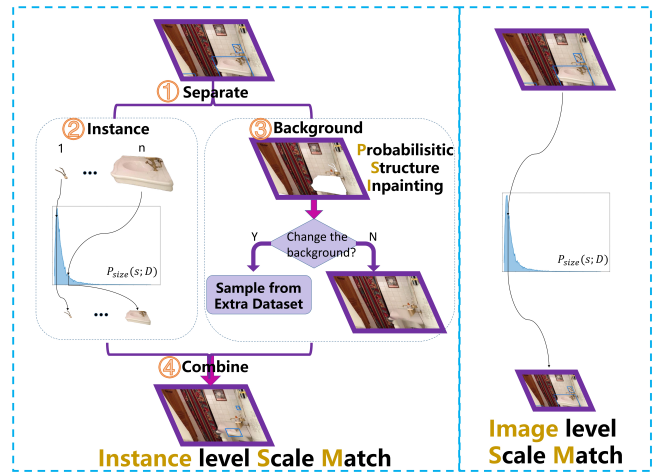 ① Separate
② Instance
1
n
...
P_size(s; D)
...
③ Background
Probabilisitic
Structure
Inpainting
Change the
background?
Y
N
Sample from
Extra Dataset
④ Combine
Instance level Scale Match
P_size(s; D)
Image level
Scale Match